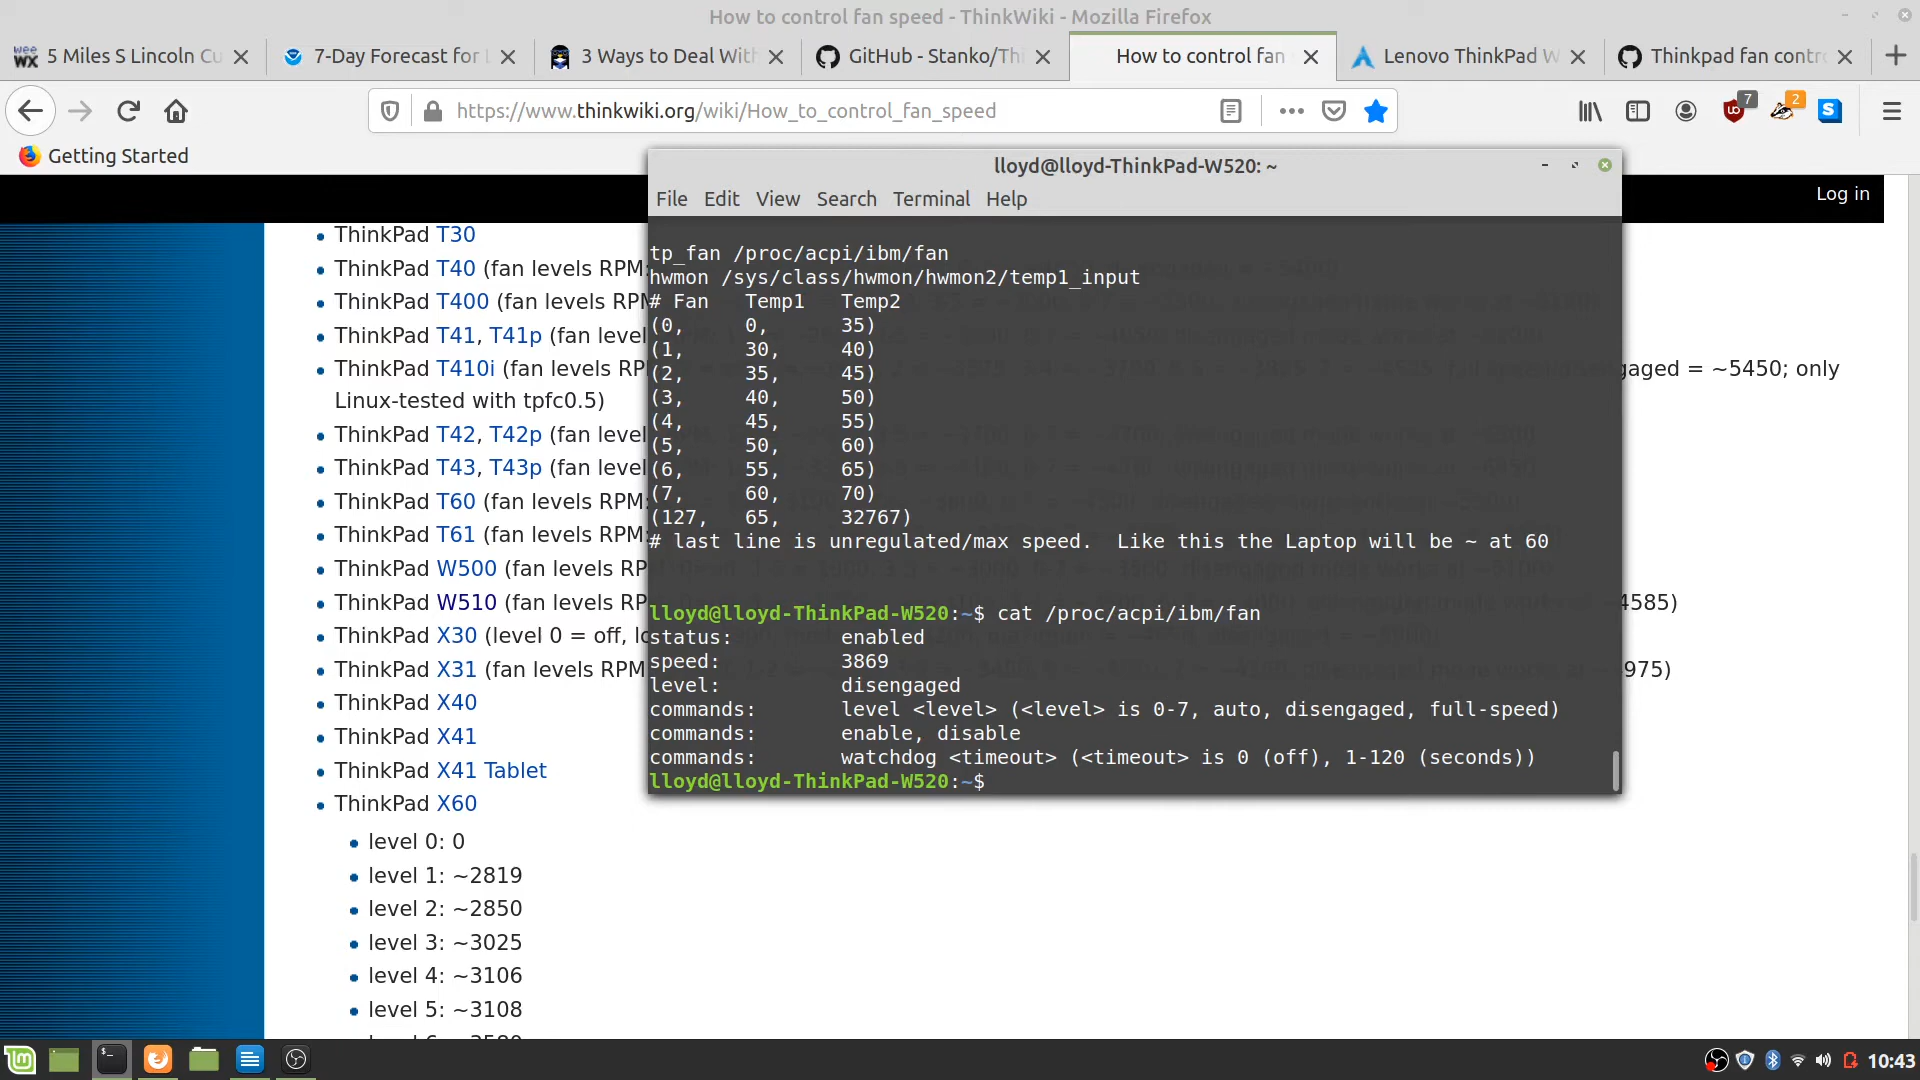 How to control fan speed - ThinkWiki - Mozilla Firefox
5 Miles S Lincoln Cu
7-Day Forecast for
3 Ways to Deal With
GitHub - Stanko/Thi
How to control fan
Lenovo ThinkPad W
Thinkpad fan contro
https://www.thinkwiki.org/wiki/How_to_control_fan_speed
7
2
Getting Started
Log in
ThinkPad T30
ThinkPad T40 (fan levels RPM:
ThinkPad T400 (fan levels RPM
ThinkPad T41, T41p (fan level
ThinkPad T410i (fan levels RP
gaged = ~5450; only
Linux-tested with tpfc0.5)
ThinkPad T42, T42p (fan level
ThinkPad T43, T43p (fan level
ThinkPad T60 (fan levels RPM:
ThinkPad T61 (fan levels RPM:
ThinkPad W500 (fan levels RP
ThinkPad W510 (fan levels RP
4585)
ThinkPad X30 (level 0 = off, lo
ThinkPad X31 (fan levels RPM
975)
ThinkPad X40
ThinkPad X41
ThinkPad X41 Tablet
ThinkPad X60
level 0: 0
level 1: ~2819
level 2: ~2850
level 3: ~3025
level 4: ~3106
level 5: ~3108
lloyd@lloyd-ThinkPad-W520: ~
File Edit View Search Terminal Help
tp_fan /proc/acpi/ibm/fan
hwmon /sys/class/hwmon/hwmon2/temp1_input
# Fan Temp1 Temp2
(0, 0, 35)
(1, 30, 40)
(2, 35, 45)
(3, 40, 50)
(4, 45, 55)
(5, 50, 60)
(6, 55, 65)
(7, 60, 70)
(127, 65, 32767)
# last line is unregulated/max speed. Like this the Laptop will be ~ at 60
lloyd@lloyd-ThinkPad-W520:~$ cat /proc/acpi/ibm/fan
status: enabled
speed: 3869
level: disengaged
commands: level <level> (<level> is 0-7, auto, disengaged, full-speed)
commands: enable, disable
commands: watchdog <timeout> (<timeout> is 0 (off), 1-120 (seconds))
lloyd@lloyd-ThinkPad-W520:~$
10:43